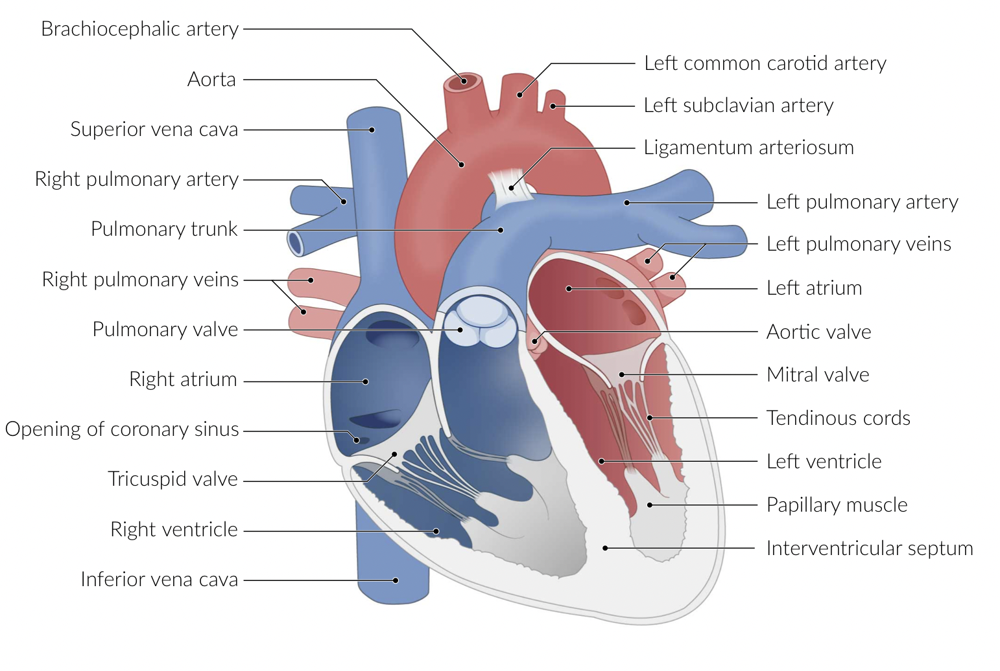 Brachiocephalic artery
Aorta
Superior vena cava
Right pulmonary artery
Pulmonary trunk
Right pulmonary veins
Pulmonary valve
Right atrium
Opening of coronary sinus
Tricuspid valve
Right ventricle
Inferior vena cava
Left common carotid artery
Left subclavian artery
Ligamentum arteriosum
Left pulmonary artery
Left pulmonary veins
Left atrium
Aortic valve
Mitral valve
Tendinous cords
Left ventricle
Papillary muscle
Interventricular septum